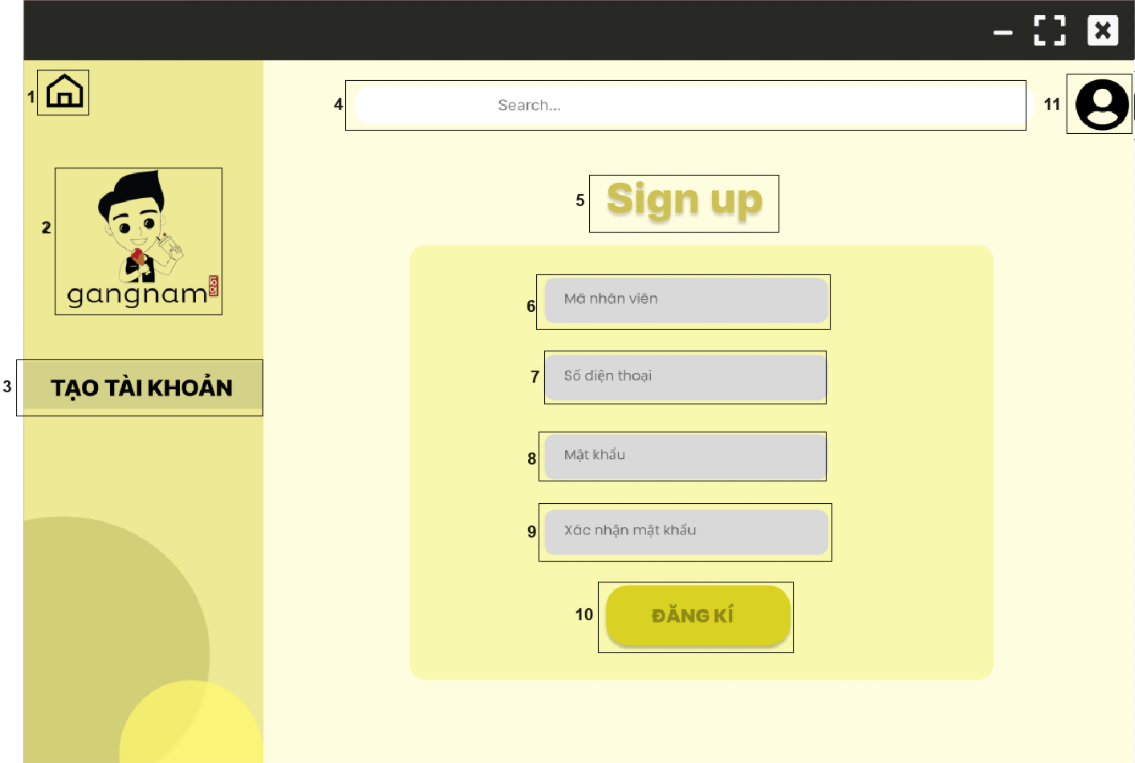 1
4
Search...
11
2
gangnam
5
Sign up
6
Mã nhân viên
3
TẠO TÀI KHOẢN
7
Số điện thoại
8
Mật khẩu
9
Xác nhận mật khẩu
10
ĐĂNG KÍ